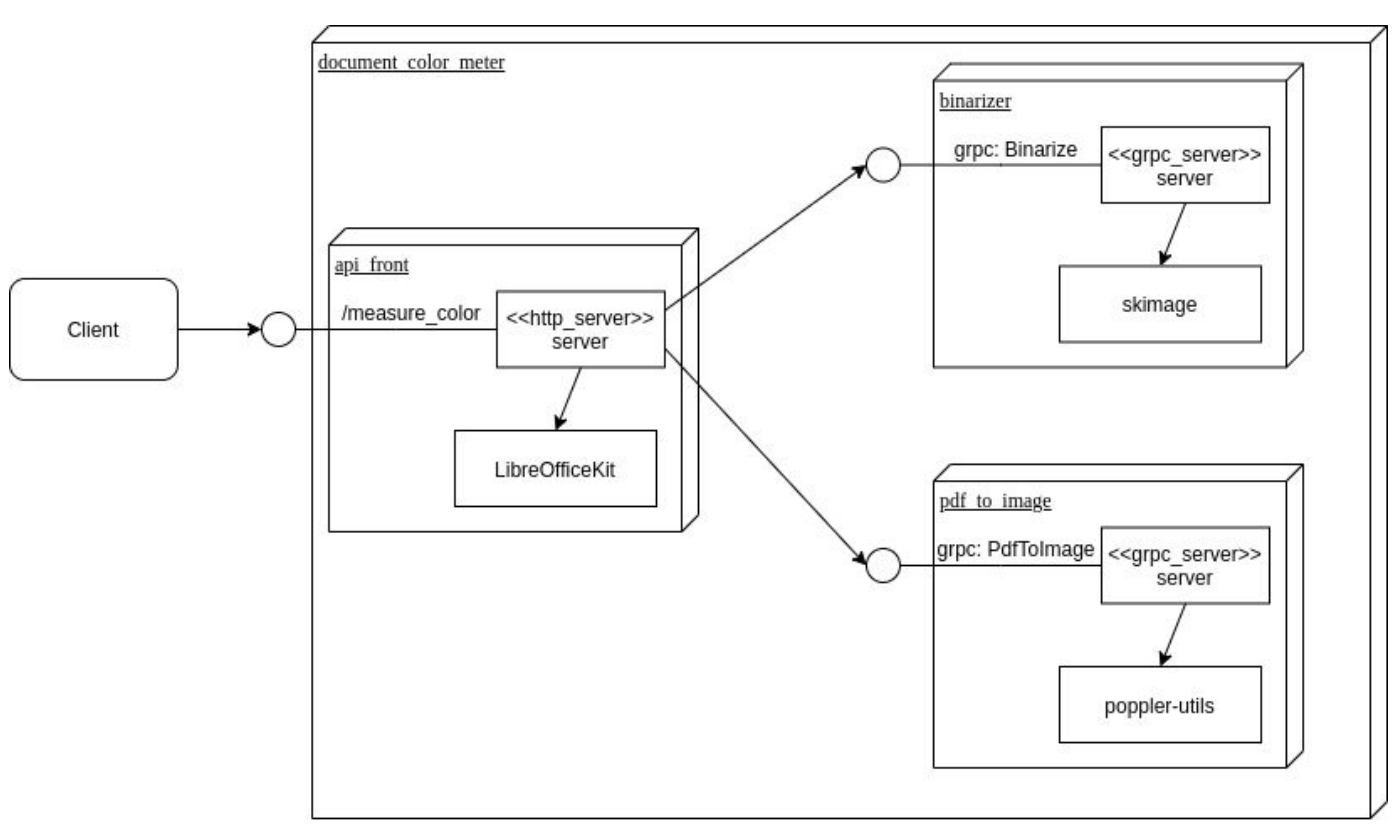 document_color_meter
binarizer
grpc: Binarize
<<grpc_server>>
server
skimage
api_front
/measure_color
<<http_server>>
server
Client
LibreOfficeKit
pdf_to_image
grpc: PdfToImage
<<grpc_server>>
server
poppler-utils